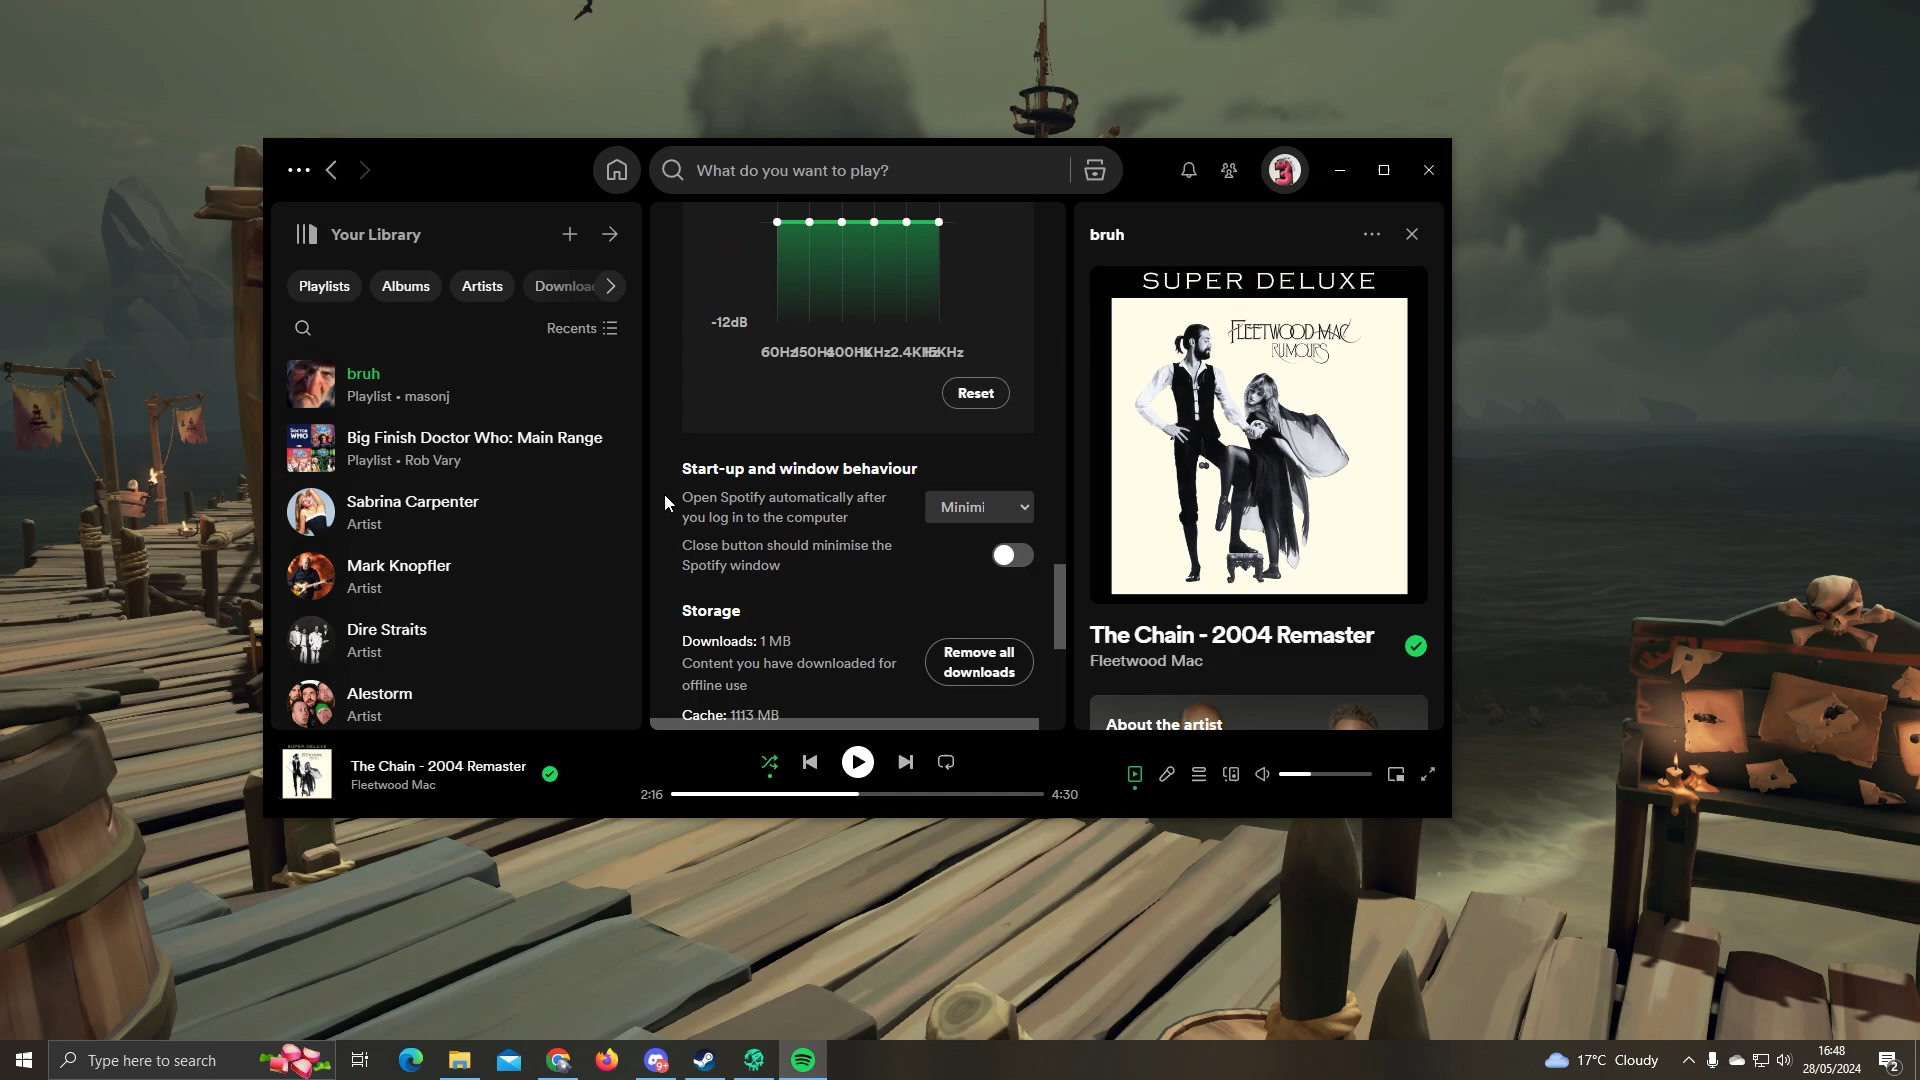 What do you want to play?
Your Library
Playlists
Albums
Artists
Recents
bruh
Playlist • masonj
Big Finish Doctor Who: Main Range
Playlist • Rob Vary
Sabrina Carpenter
Artist
Mark Knopfler
Artist
Dire Straits
Artist
Alestorm
Artist
-12dB
60Hz
Reset
Start-up and window behaviour
Open Spotify automatically after
you log in to the computer
Minimi
Close button should minimise the
Spotify window
Storage
Downloads: 1 MB
Content you have downloaded for
offline use
Remove all
downloads
Cache: 1113 MB
bruh
SUPER DELUXE
FLEETWOOD MAC
RUMOURS
The Chain - 2004 Remaster
Fleetwood Mac
About the artist
The Chain - 2004 Remaster
Fleetwood Mac
2:16
4:30
Type here to search
9+
17°C Cloudy
16:48
28/05/2024
2